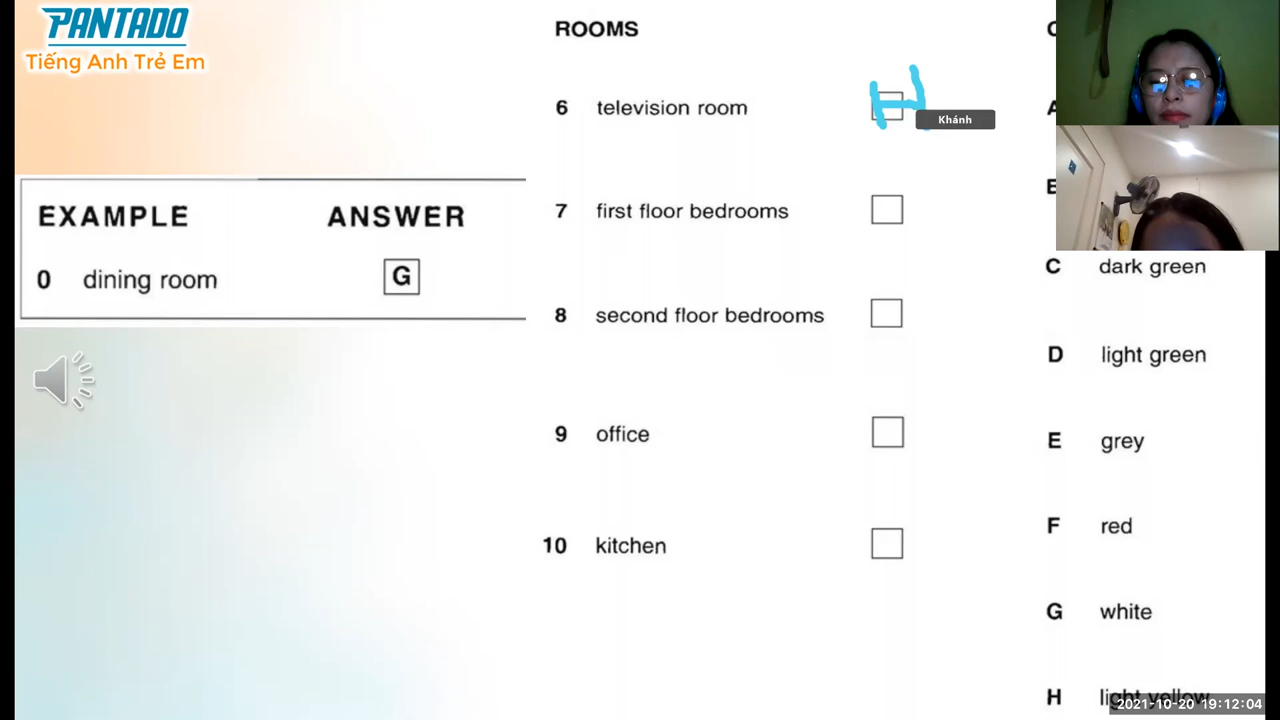 PANTADO
Tiếng Anh Trẻ Em
EXAMPLE ANSWER
0 dining room G
ROOMS
6 television room H
Khánh
7 first floor bedrooms
8 second floor bedrooms
9 office
10 kitchen
C dark green
D light green
E grey
F red
G white
H light yellow
2021-10-20 19:12:04